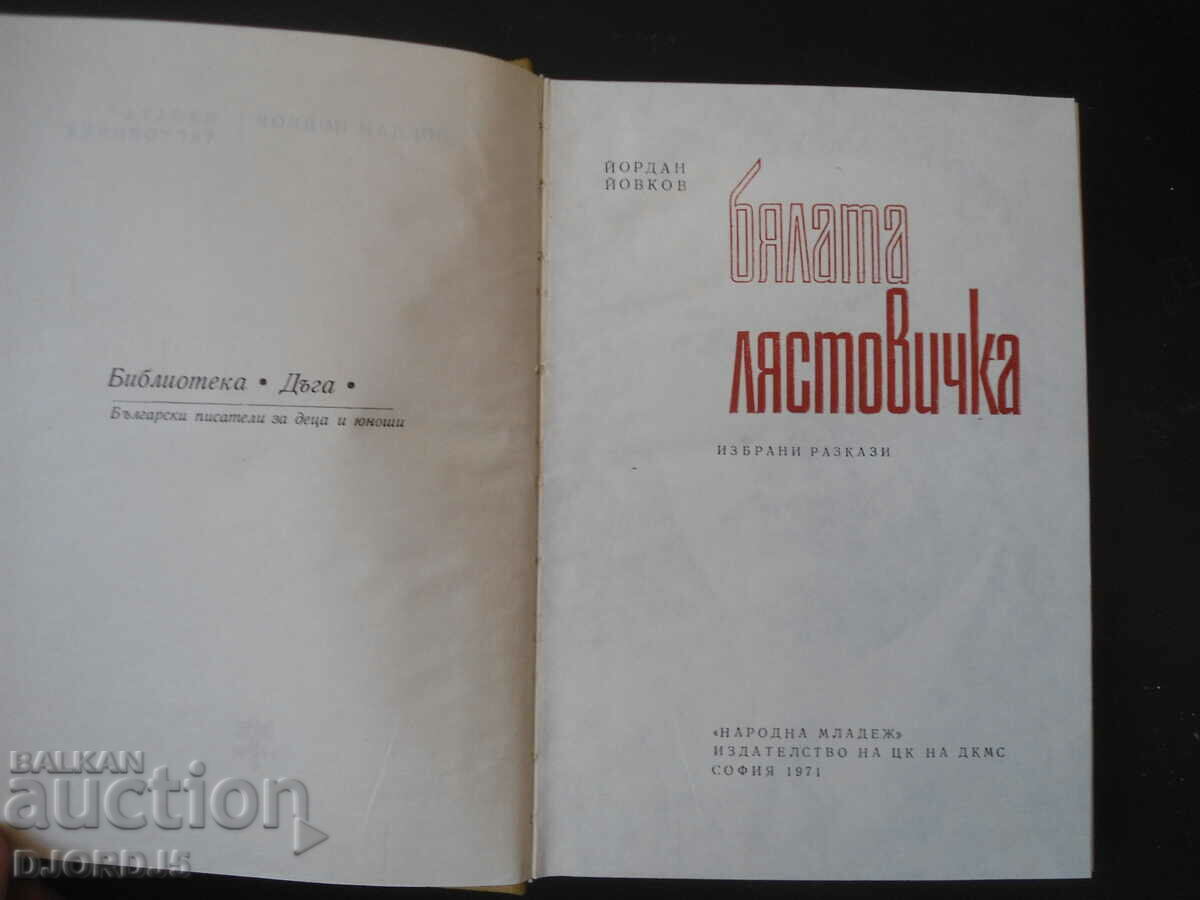 Библиотека • Дъга •
Български писатели за деца и юноши
ЙОРДАН
ЙОВКОВ
бялата
лястовичка
ИЗБРАНИ РАЗКАЗИ
«НАРОДНА МЛАДЕЖ»
ИЗДАТЕЛСТВО НА ЦК НА ДКМС
СОФИЯ 1971
BALKAN
auction
DJORDJ5